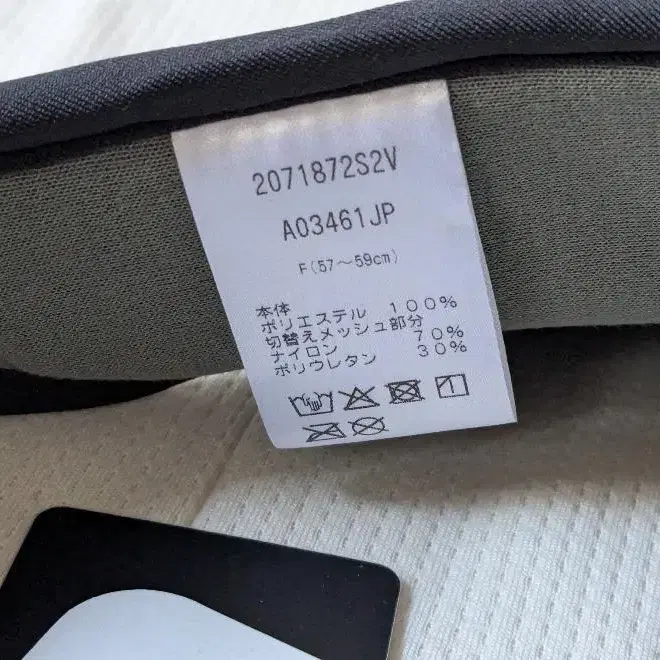 2071872S2V
A03461JP
F(57～59cm)
本体
ポリエステル 100%
切替えメッシュ部分
ナイロン 70%
ポリウレタン 30%